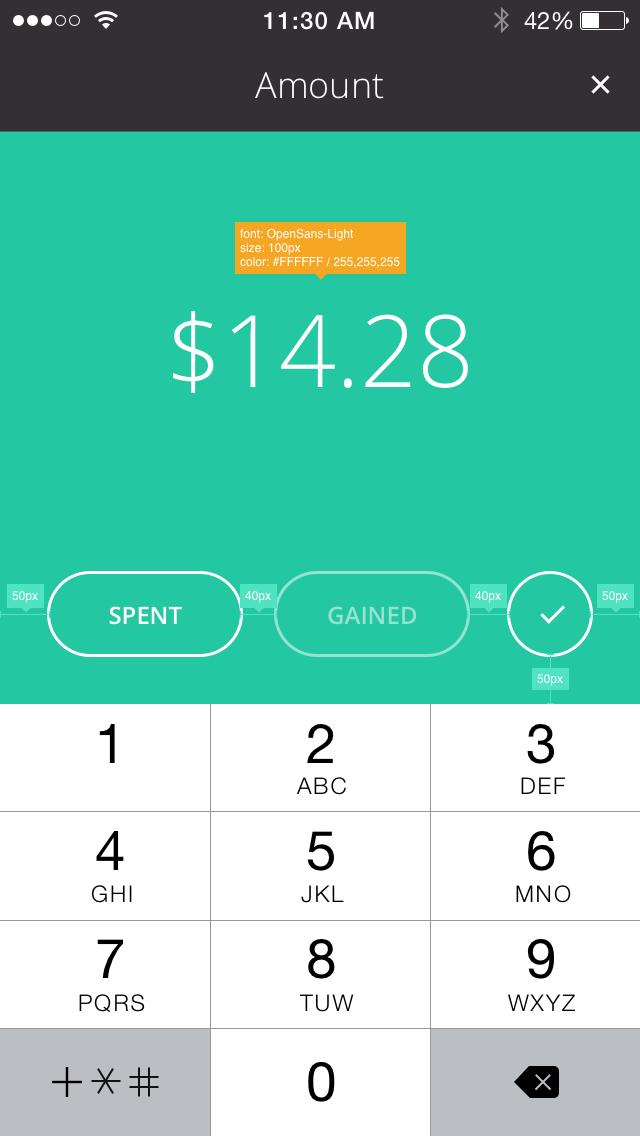 11:30 AM 42%
Amount
font: OpenSans-Light
size: 100px
color: #FFFFFF / 255,255,255
$14.28
50px SPENT 40px GAINED 40px 50px
50px
1 2 3
ABC DEF
4 5 6
GHI JKL MNO
7 8 9
PQRS TUW WXYZ
+ * # 0